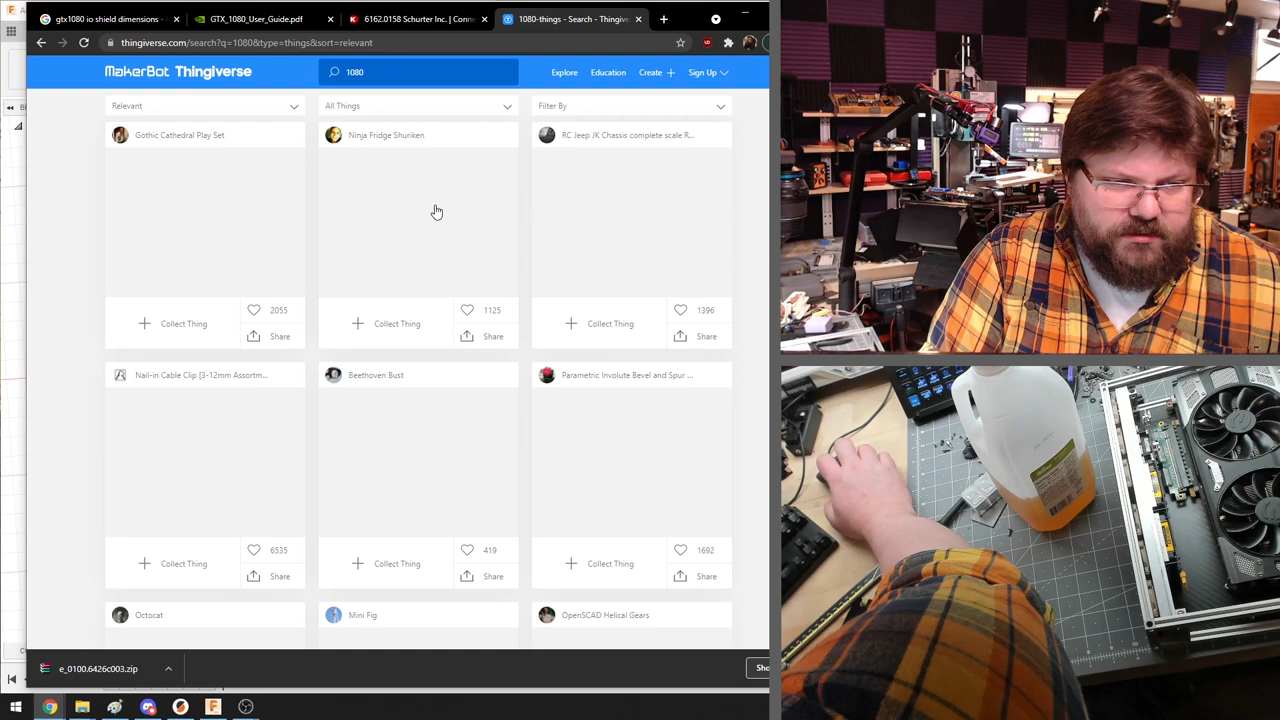 gtx1080 io shield dimensions -
GTX_1080_User_Guide.pdf
6162.0158 Schurter Inc. | Conne
1080-things - Search - Thingive
thingiverse.com/search?q=1080&type=things&sort=relevant
MakerBot Thingiverse
1080
Explore
Education
Create
Sign Up
Relevant
All Things
Filter By
Gothic Cathedral Play Set
Ninja Fridge Shuriken
RC Jeep JK Chassis complete scale R...
2055
1125
1396
Collect Thing
Collect Thing
Collect Thing
Share
Share
Share
Nail-in Cable Clip [3-12mm Assortm...
Beethoven Bust
Parametric Involute Bevel and Spur ...
6535
419
1692
Collect Thing
Collect Thing
Collect Thing
Share
Share
Share
Octocat
Mini Fig
OpenSCAD Helical Gears
e_0100.6426c003.zip
Sho